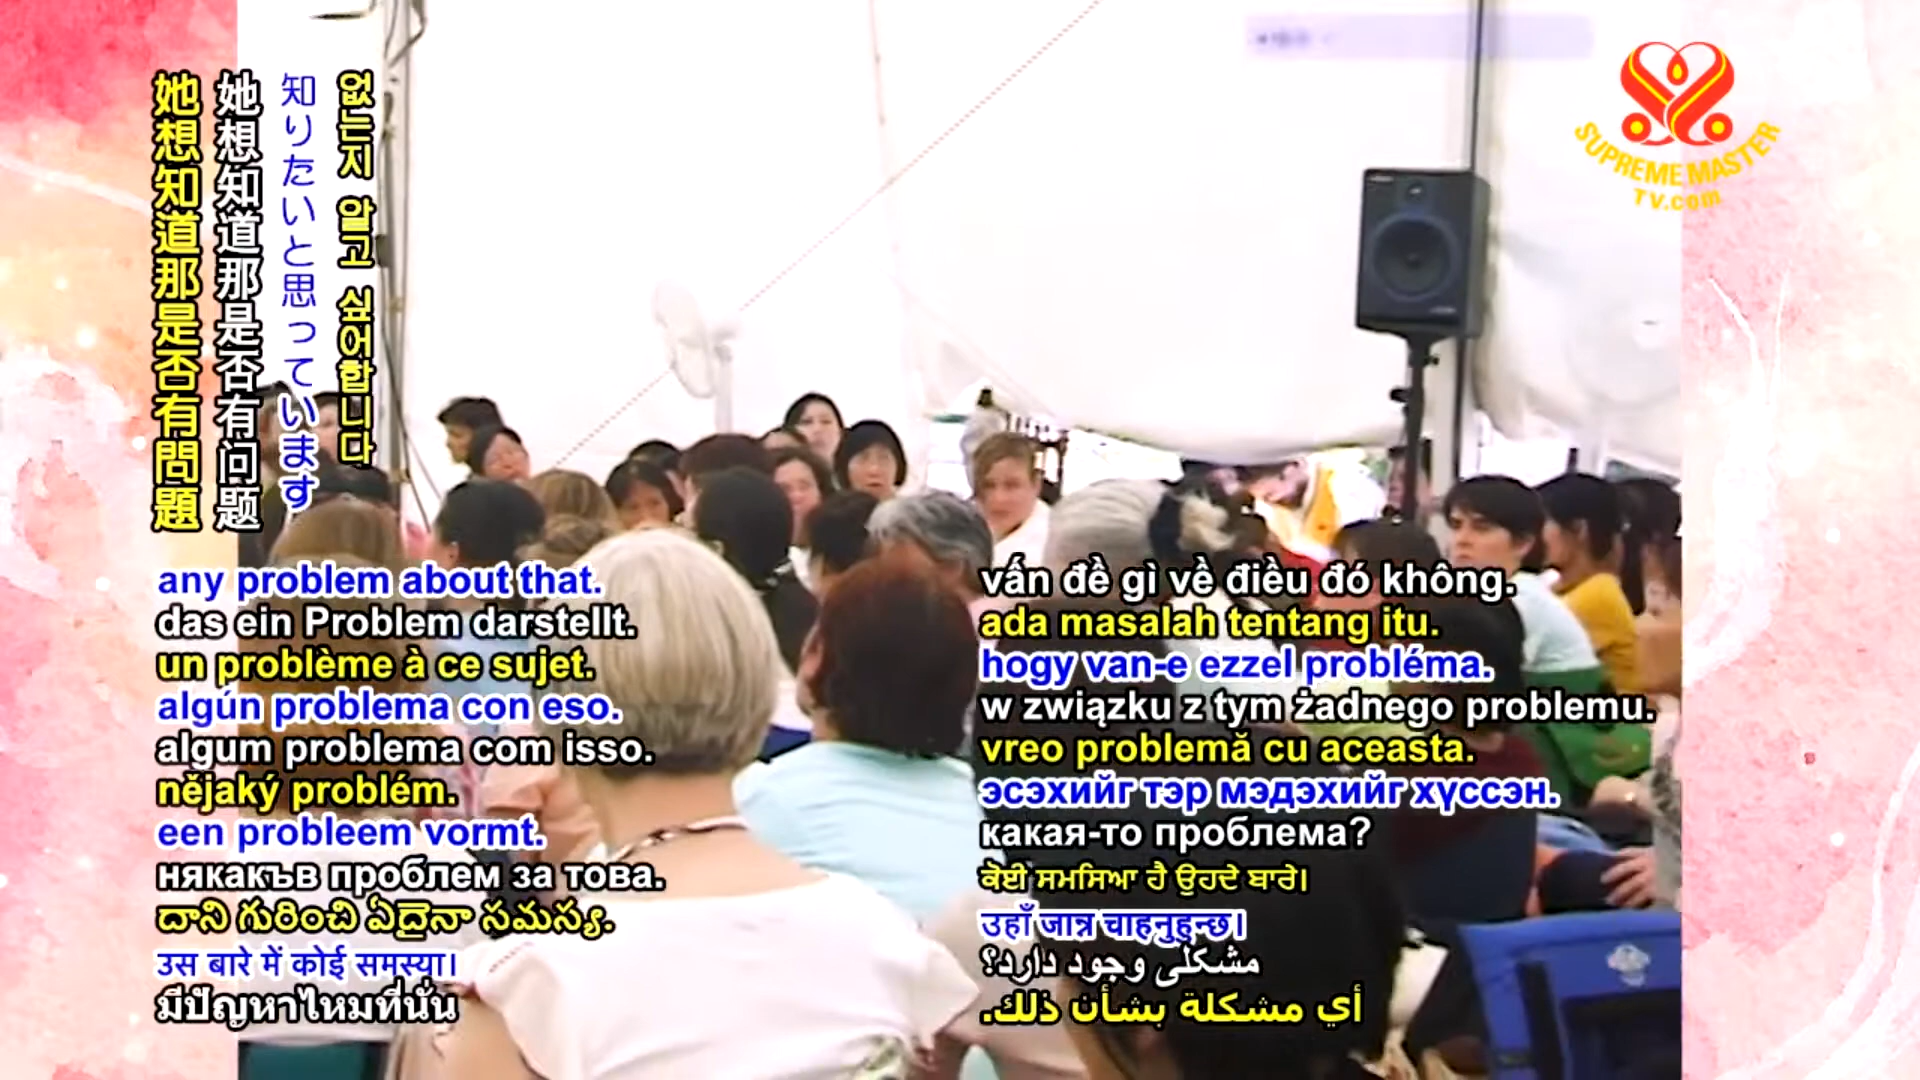 她想知道那是否有問題
她想知道那是否有问题
知りたいと思っています
없는지 알고 싶어합니다
SUPREME MASTER
TV.com
any problem about that.
das ein Problem darstellt.
un problème à ce sujet.
algún problema con eso.
algum problema com isso.
nějaký problém.
een probleem vormt.
някакъв проблем за това.
దాని గురించి ఏదైనా సమస్య.
उस बारे में कोई समस्या।
มีปัญหาไหมที่นั่น
vấn đề gì về điều đó không.
ada masalah tentang itu.
hogy van-e ezzel probléma.
w związku z tym żadnego problemu.
vreo problemă cu aceasta.
эсэхийг тэр мэдэхийг хүссэн.
какая-то проблема?
ਕੋਈ ਸਮਸਿਆ ਹੈ ਉਹਦੇ ਬਾਰੇ।
उहाँ जान्न चाहनुहुन्छ।
مشکلی وجود دارد؟
أي مشكلة بشأن ذلك.